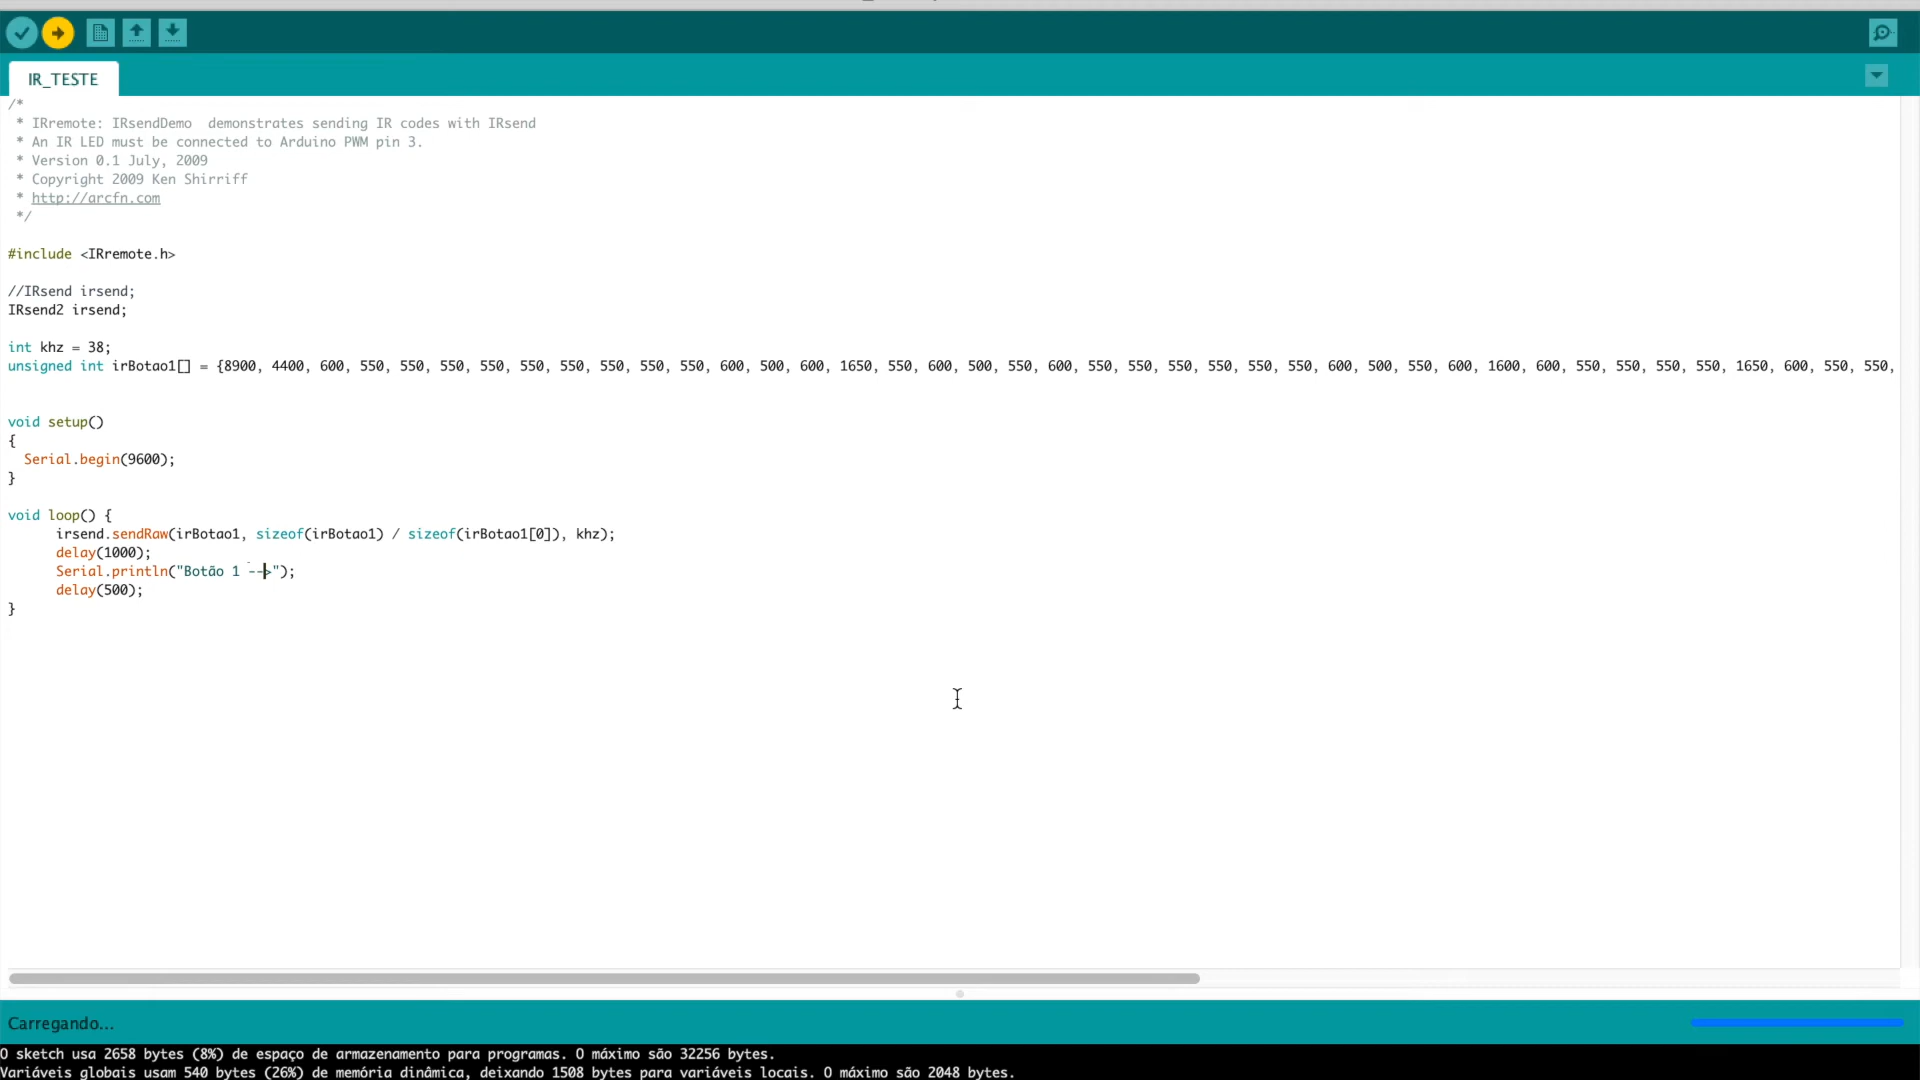 IR_TESTE
/*
 * IRremote: IRsendDemo  demonstrates sending IR codes with IRsend
 * An IR LED must be connected to Arduino PWM pin 3.
 * Version 0.1 July, 2009
 * Copyright 2009 Ken Shirriff
 * http://arcfn.com
 */
#include <IRremote.h>
//IRsend irsend;
IRsend2 irsend;
int khz = 38;
unsigned int irBotao1[] = {8900, 4400, 600, 550, 550, 550, 550, 550, 550, 550, 550, 550, 600, 500, 600, 1650, 550, 600, 500, 550, 600, 550, 550, 550, 550, 550, 550, 600, 500, 550, 600, 1600, 600, 550, 550, 550, 550, 1650, 600, 550, 550,
void setup()
{
  Serial.begin(9600);
}
void loop() {
      irsend.sendRaw(irBotao1, sizeof(irBotao1) / sizeof(irBotao1[0]), khz);
      delay(1000);
      Serial.println("Botão 1 -->");
      delay(500);
}
Carregando...
O sketch usa 2658 bytes (8%) de espaço de armazenamento para programas. O máximo são 32256 bytes.
Variáveis globais usam 540 bytes (26%) de memória dinâmica, deixando 1508 bytes para variáveis locais. O máximo são 2048 bytes.